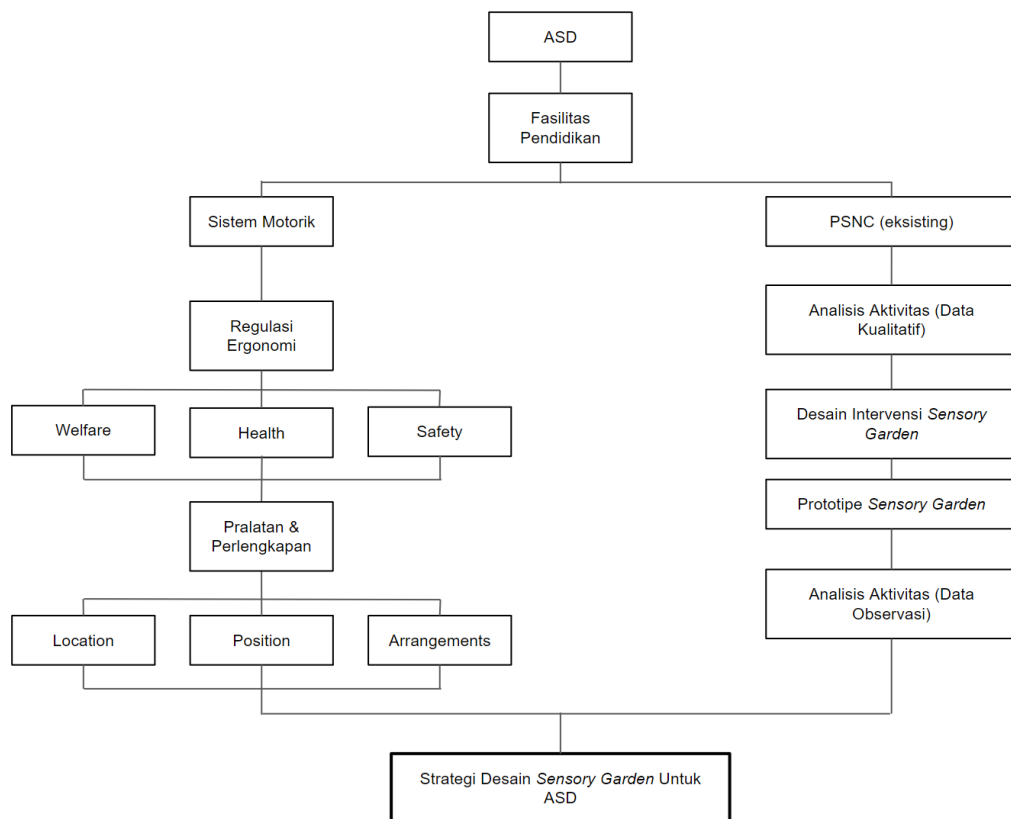 ASD
Fasilitas
Pendidikan
Sistem Motorik
PSNC (eksisting)
Regulasi
Ergonomi
Analisis Aktivitas (Data
Kualitatif)
Welfare
Health
Safety
Desain Intervensi Sensory
Garden
Pralatan &
Perlengkapan
Prototipe Sensory Garden
Location
Position
Arrangements
Analisis Aktivitas (Data
Observasi)
Strategi Desain Sensory Garden Untuk
ASD